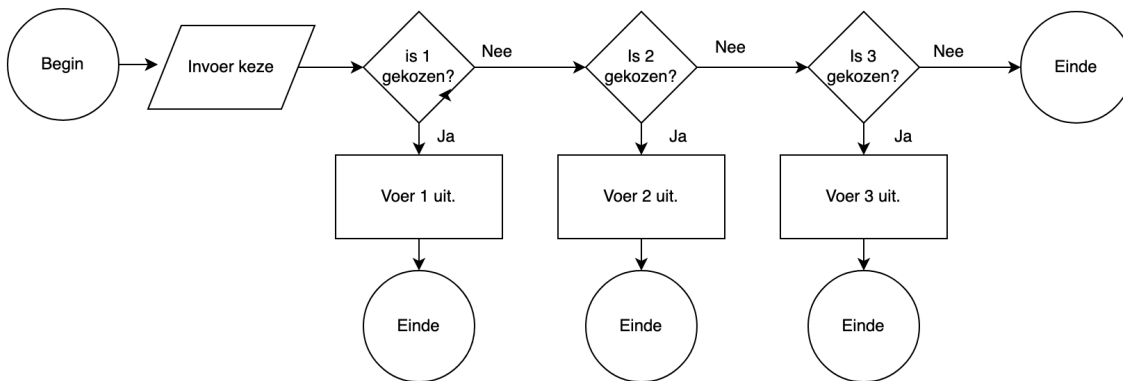 Begin
Invoer keze
is 1
gekozen?
Nee
Is 2
gekozen?
Nee
Is 3
gekozen?
Nee
Einde
Ja
Ja
Ja
Voer 1 uit.
Voer 2 uit.
Voer 3 uit.
Einde
Einde
Einde